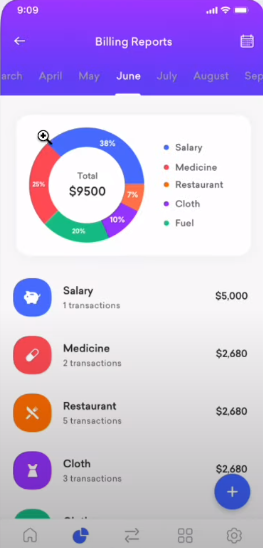 9:09
Billing Reports
arch April May June July August Sep
38%
7%
10%
20%
25%
Total
$9500
Salary
Medicine
Restaurant
Cloth
Fuel
Salary
1 transactions
$5,000
Medicine
2 transactions
$2,680
Restaurant
5 transactions
$2,680
Cloth
3 transactions
$2,680